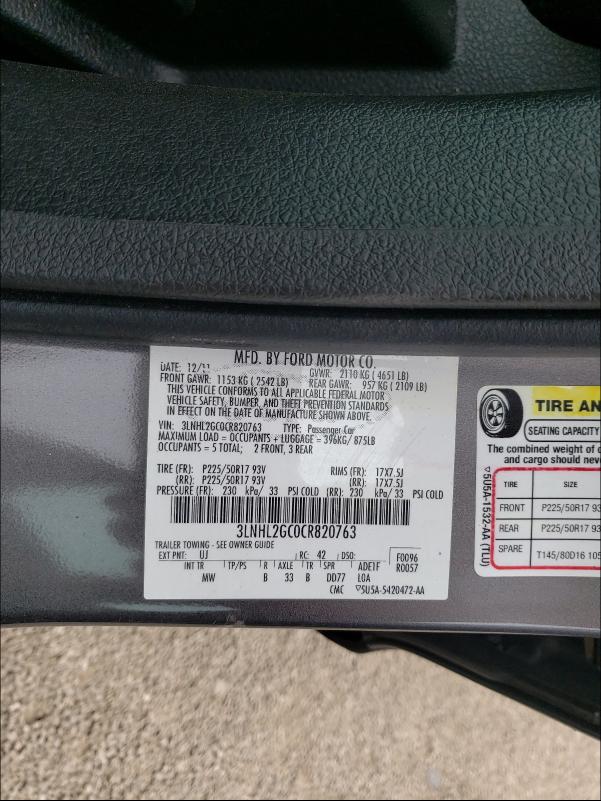 MFD. BY FORD MOTOR CO.
DATE: 12/11 GVWR: 2110 KG ( 4651 LB)
FRONT GAWR: 1153 KG ( 2542 LB) REAR GAWR: 957 KG ( 2109 LB)
THIS VEHICLE CONFORMS TO ALL APPLICABLE FEDERAL MOTOR
VEHICLE SAFETY, BUMPER, AND THEFT PREVENTION STANDARDS
IN EFFECT ON THE DATE OF MANUFACTURE SHOWN ABOVE.
VIN: 3LNHL2GC0CR820763 TYPE: Passenger Car
MAXIMUM LOAD = OCCUPANTS + LUGGAGE = 396KG/ 875LB
OCCUPANTS = 5 TOTAL; 2 FRONT, 3 REAR
TIRE (FR): P225/50R17 93V RIMS (FR): 17X7.5J
(RR): P225/50R17 93V (RR): 17X7.5J
PRESSURE (FR): 230 kPa/ 33 PSI COLD (RR): 230 kPa/ 33 PSI COLD
3LNHL2GC0CR820763
TRAILER TOWING - SEE OWNER GUIDE
EXT PNT: UJ RC: 42 DSO: F0096
R0057
INT TR TP/PS R AXLE TR SPR ADE1F
MW B 33 B DD77 LOA
CMC ▽5U5A-5420472-AA
TIRE AN
SEATING CAPACITY
The combined weight of
and cargo should neve
▽5U5A-1532-AA (TLU)
TIRE SIZE
FRONT P225/50R17 93
REAR P225/50R17 93
SPARE T145/80D16 105